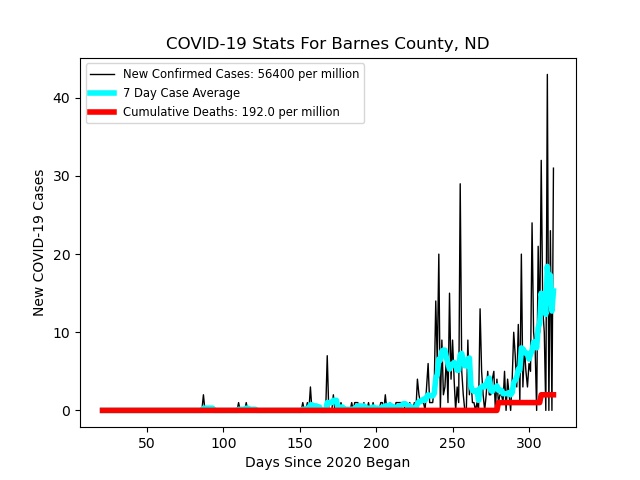 COVID-19 Stats For Barnes County, ND
New Confirmed Cases: 56400 per million
7 Day Case Average
Cumulative Deaths: 192.0 per million
New COVID-19 Cases
40
30
20
10
0
50 100 150 200 250 300
Days Since 2020 Began